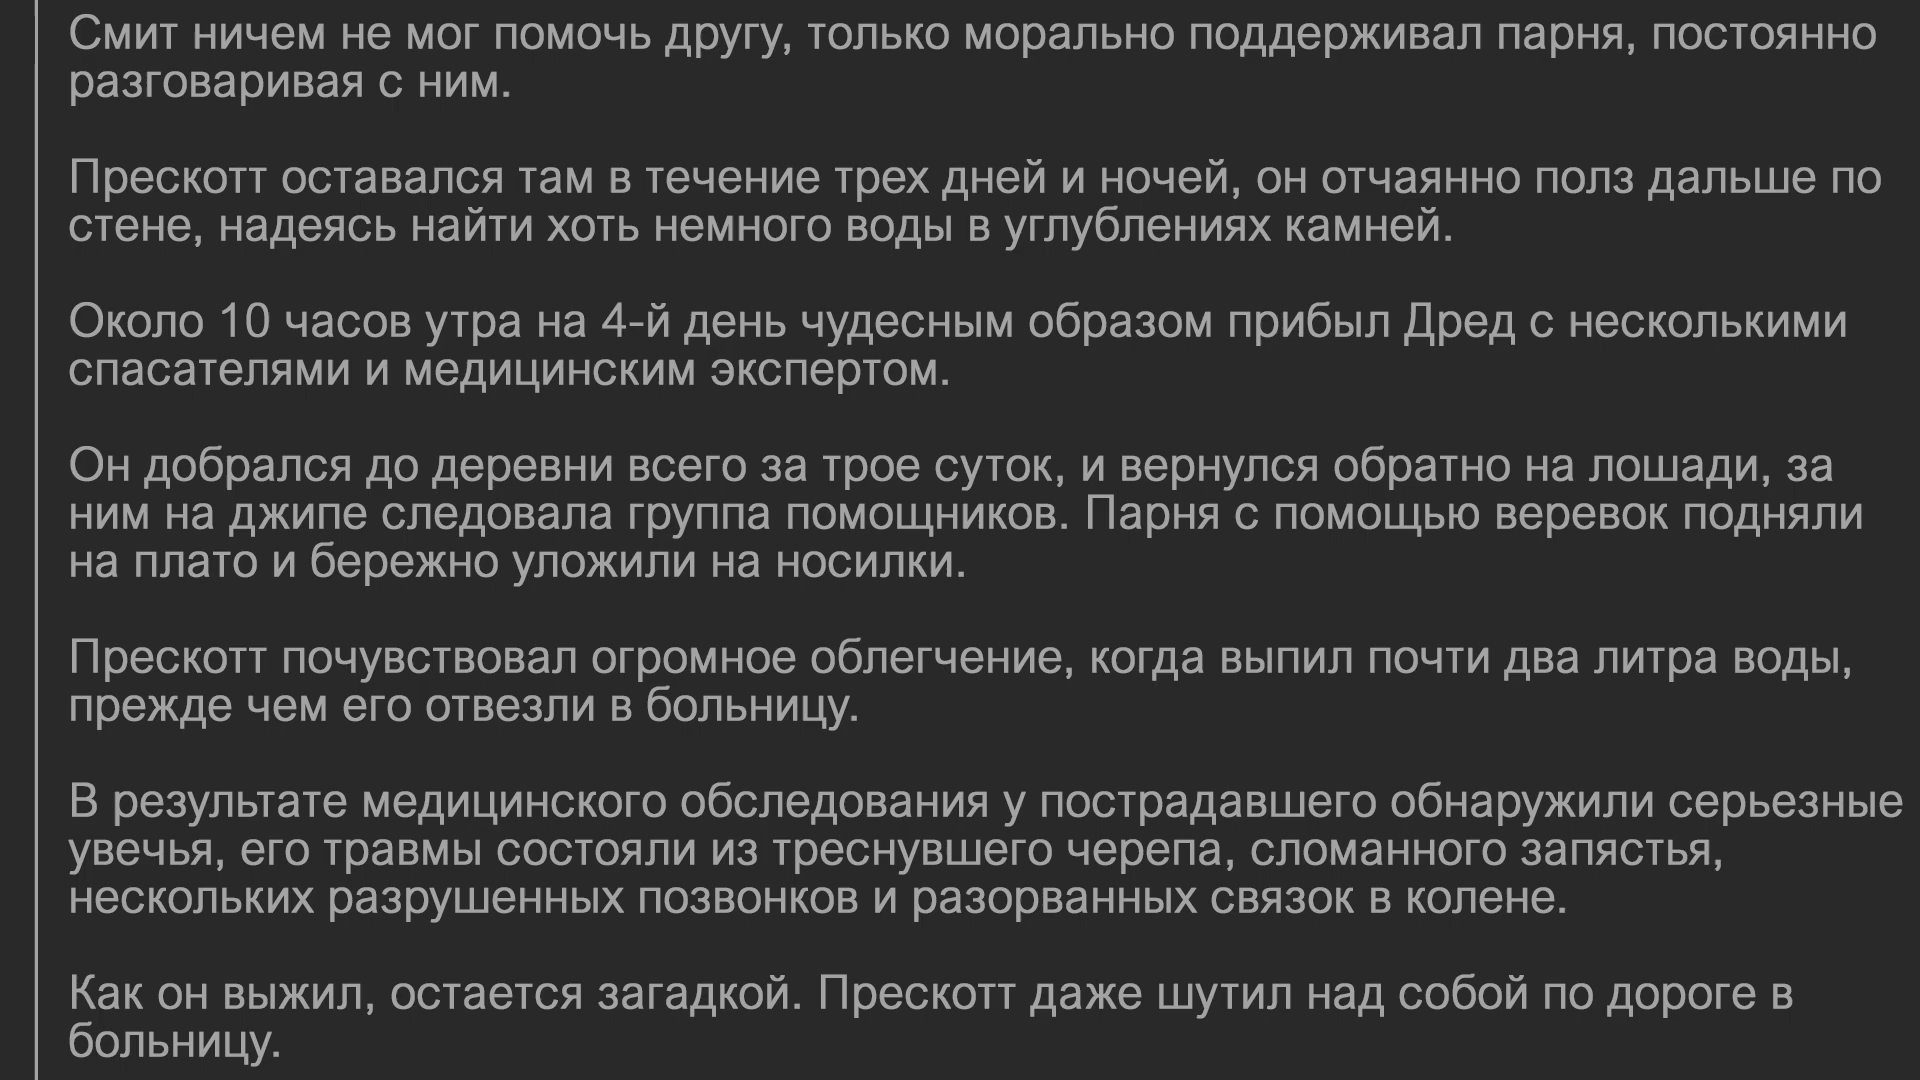 Смит ничем не мог помочь другу, только морально поддерживал парня, постоянно
разговаривая с ним.
Прескотт оставался там в течение трех дней и ночей, он отчаянно полз дальше по
стене, надеясь найти хоть немного воды в углублениях камней.
Около 10 часов утра на 4-й день чудесным образом прибыл Дред с несколькими
спасателями и медицинским экспертом.
Он добрался до деревни всего за трое суток, и вернулся обратно на лошади, за
ним на джипе следовала группа помощников. Парня с помощью веревок подняли
на плато и бережно уложили на носилки.
Прескотт почувствовал огромное облегчение, когда выпил почти два литра воды,
прежде чем его отвезли в больницу.
В результате медицинского обследования у пострадавшего обнаружили серьезные
увечья, его травмы состояли из треснувшего черепа, сломанного запястья,
нескольких разрушенных позвонков и разорванных связок в колене.
Как он выжил, остается загадкой. Прескотт даже шутил над собой по дороге в
больницу.